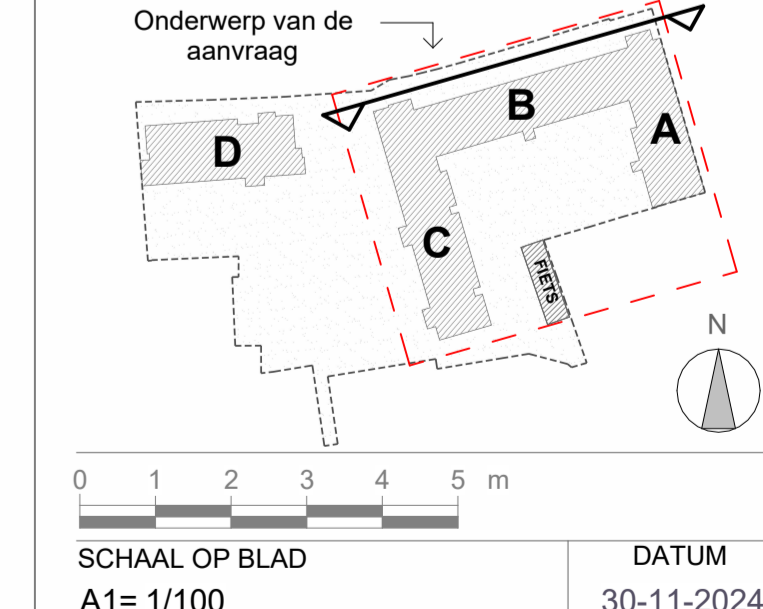 Onderwerp van de
aanvraag
B
A
D
C
FIETS
N
0 1 2 3 4 5 m
SCHAAL OP BLAD
DATUM
A1= 1/100
30-11-2024